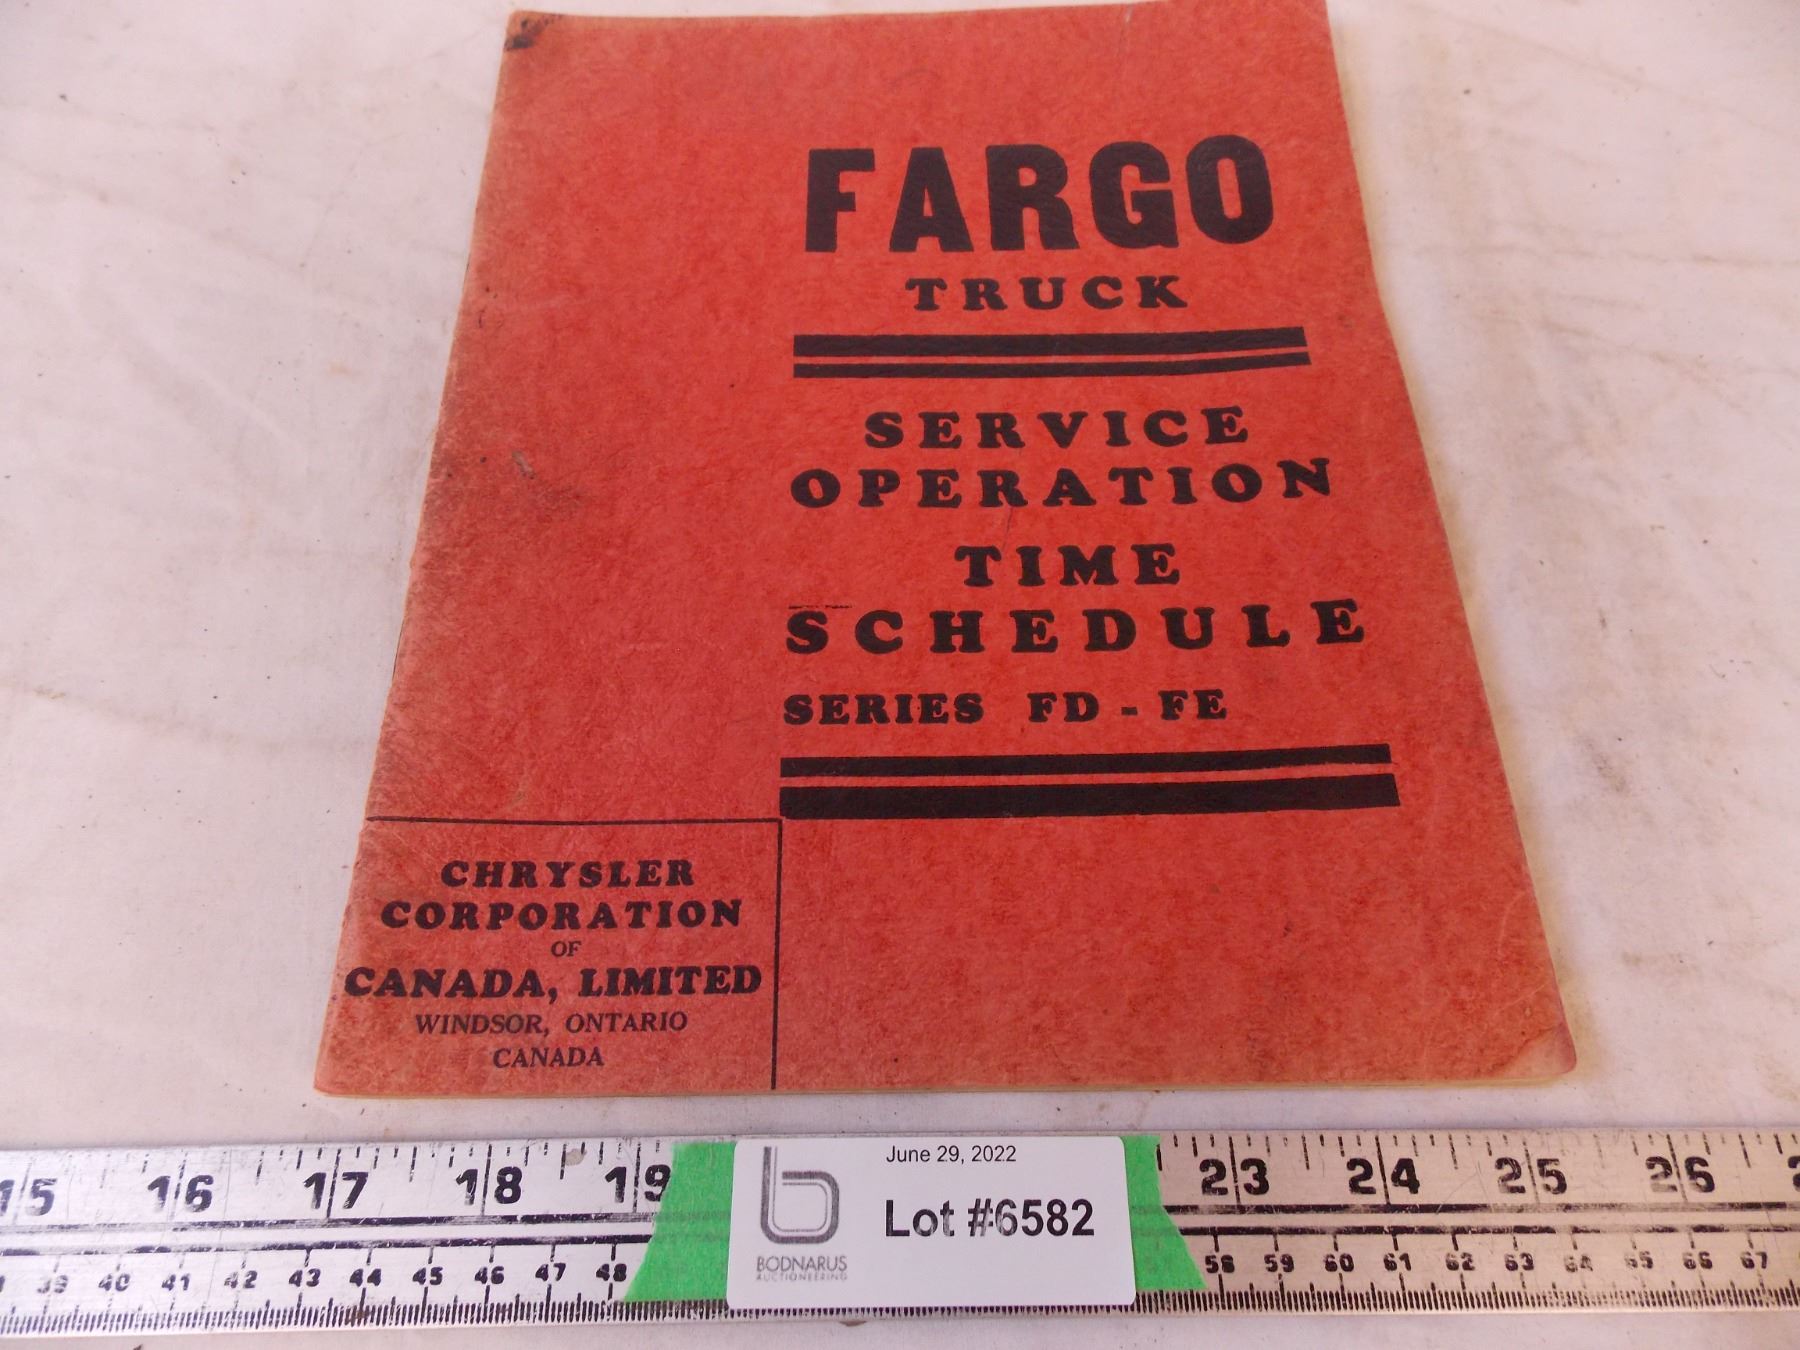 FARGO
TRUCK
SERVICE
OPERATION
TIME
SCHEDULE
SERIES FD - FE
CHRYSLER
CORPORATION
OF
CANADA, LIMITED
WINDSOR, ONTARIO
CANADA
June 29, 2022
Lot #6582
BODNARUS
AUCTIONEERING
15 16 17 18 19 23 24 25 26
39 40 41 42 43 44 45 46 47 48 58 59 60 61 62 63 64 65 66 67